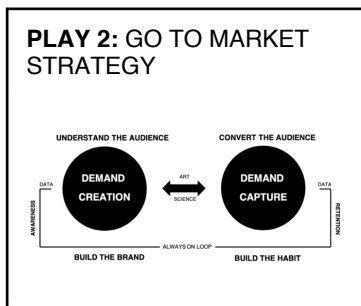 PLAY 2: GO TO MARKET
STRATEGY
UNDERSTAND THE AUDIENCE
CONVERT THE AUDIENCE
DEMAND
CREATION
ART
SCIENCE
DEMAND
CAPTURE
DATA
DATA
AWARENESS
RETENTION
ALWAYS ON LOOP
BUILD THE BRAND
BUILD THE HABIT